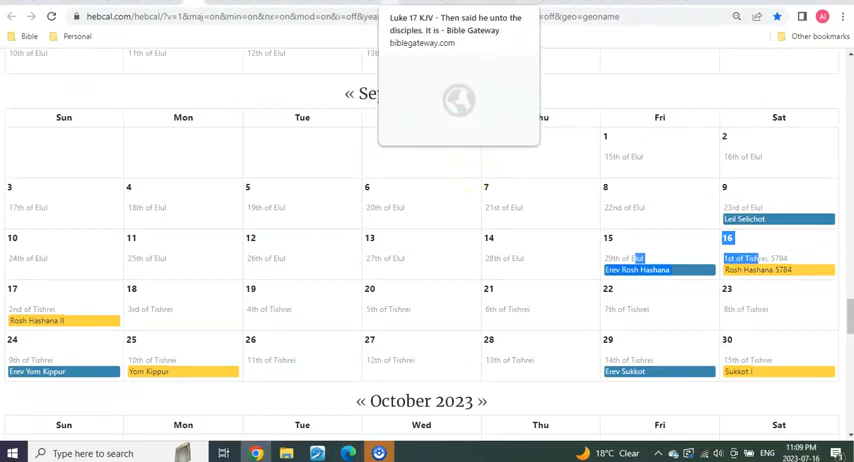 hebcal.com/hebcal/?v=1&maj=on&min=on&nx=on&mod=on&i=off&year
off&geo=geoname
Bible
Personal
Other bookmarks
Luke 17 KJV - Then said he unto the
disciples, It is - Bible Gateway
biblegateway.com
10th of Elul
11th of Elul
12th of Elul
« Sep
Sun Mon Tue Fri Sat
1 2
15th of Elul 16th of Elul
3 4 5 6 7 8 9
17th of Elul 18th of Elul 19th of Elul 20th of Elul 21st of Elul 22nd of Elul 23rd of Elul
Leil Selichot
10 11 12 13 14 15 16
24th of Elul 25th of Elul 26th of Elul 27th of Elul 28th of Elul 29th of Elul 1st of Tishrei, 5784
Erev Rosh Hashana Rosh Hashana 5784
17 18 19 20 21 22 23
2nd of Tishrei 3rd of Tishrei 4th of Tishrei 5th of Tishrei 6th of Tishrei 7th of Tishrei 8th of Tishrei
Rosh Hashana II
24 25 26 27 28 29 30
9th of Tishrei 10th of Tishrei 11th of Tishrei 12th of Tishrei 13th of Tishrei 14th of Tishrei 15th of Tishrei
Erev Yom Kippur Yom Kippur Erev Sukkot Sukkot I
« October 2023 »
Sun Mon Tue Wed Thu Fri Sat
Type here to search
18°C Clear
ENG
11:09 PM
2023-07-16